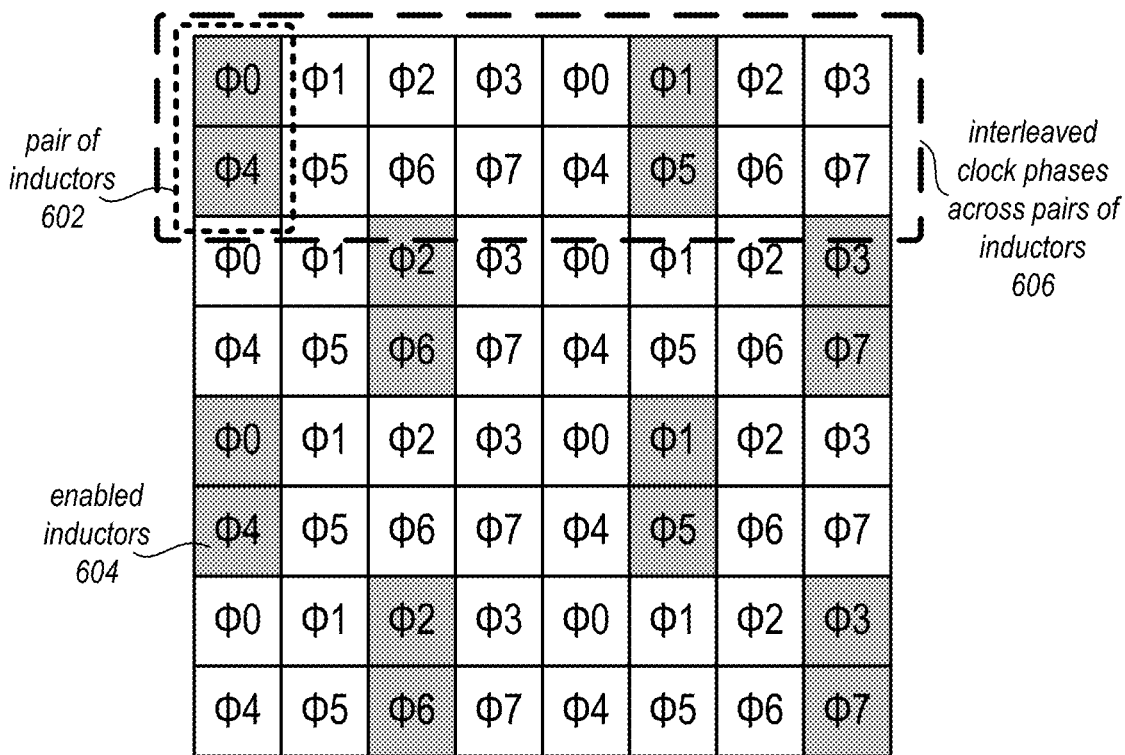 pair of
inductors
602
Φ0 Φ1 Φ2 Φ3 Φ0 Φ1 Φ2 Φ3
Φ4 Φ5 Φ6 Φ7 Φ4 Φ5 Φ6 Φ7
interleaved
clock phases
across pairs of
inductors
606
Φ0 Φ1 Φ2 Φ3 Φ0 Φ1 Φ2 Φ3
Φ4 Φ5 Φ6 Φ7 Φ4 Φ5 Φ6 Φ7
Φ0 Φ1 Φ2 Φ3 Φ0 Φ1 Φ2 Φ3
enabled
inductors
604
Φ4 Φ5 Φ6 Φ7 Φ4 Φ5 Φ6 Φ7
Φ0 Φ1 Φ2 Φ3 Φ0 Φ1 Φ2 Φ3
Φ4 Φ5 Φ6 Φ7 Φ4 Φ5 Φ6 Φ7